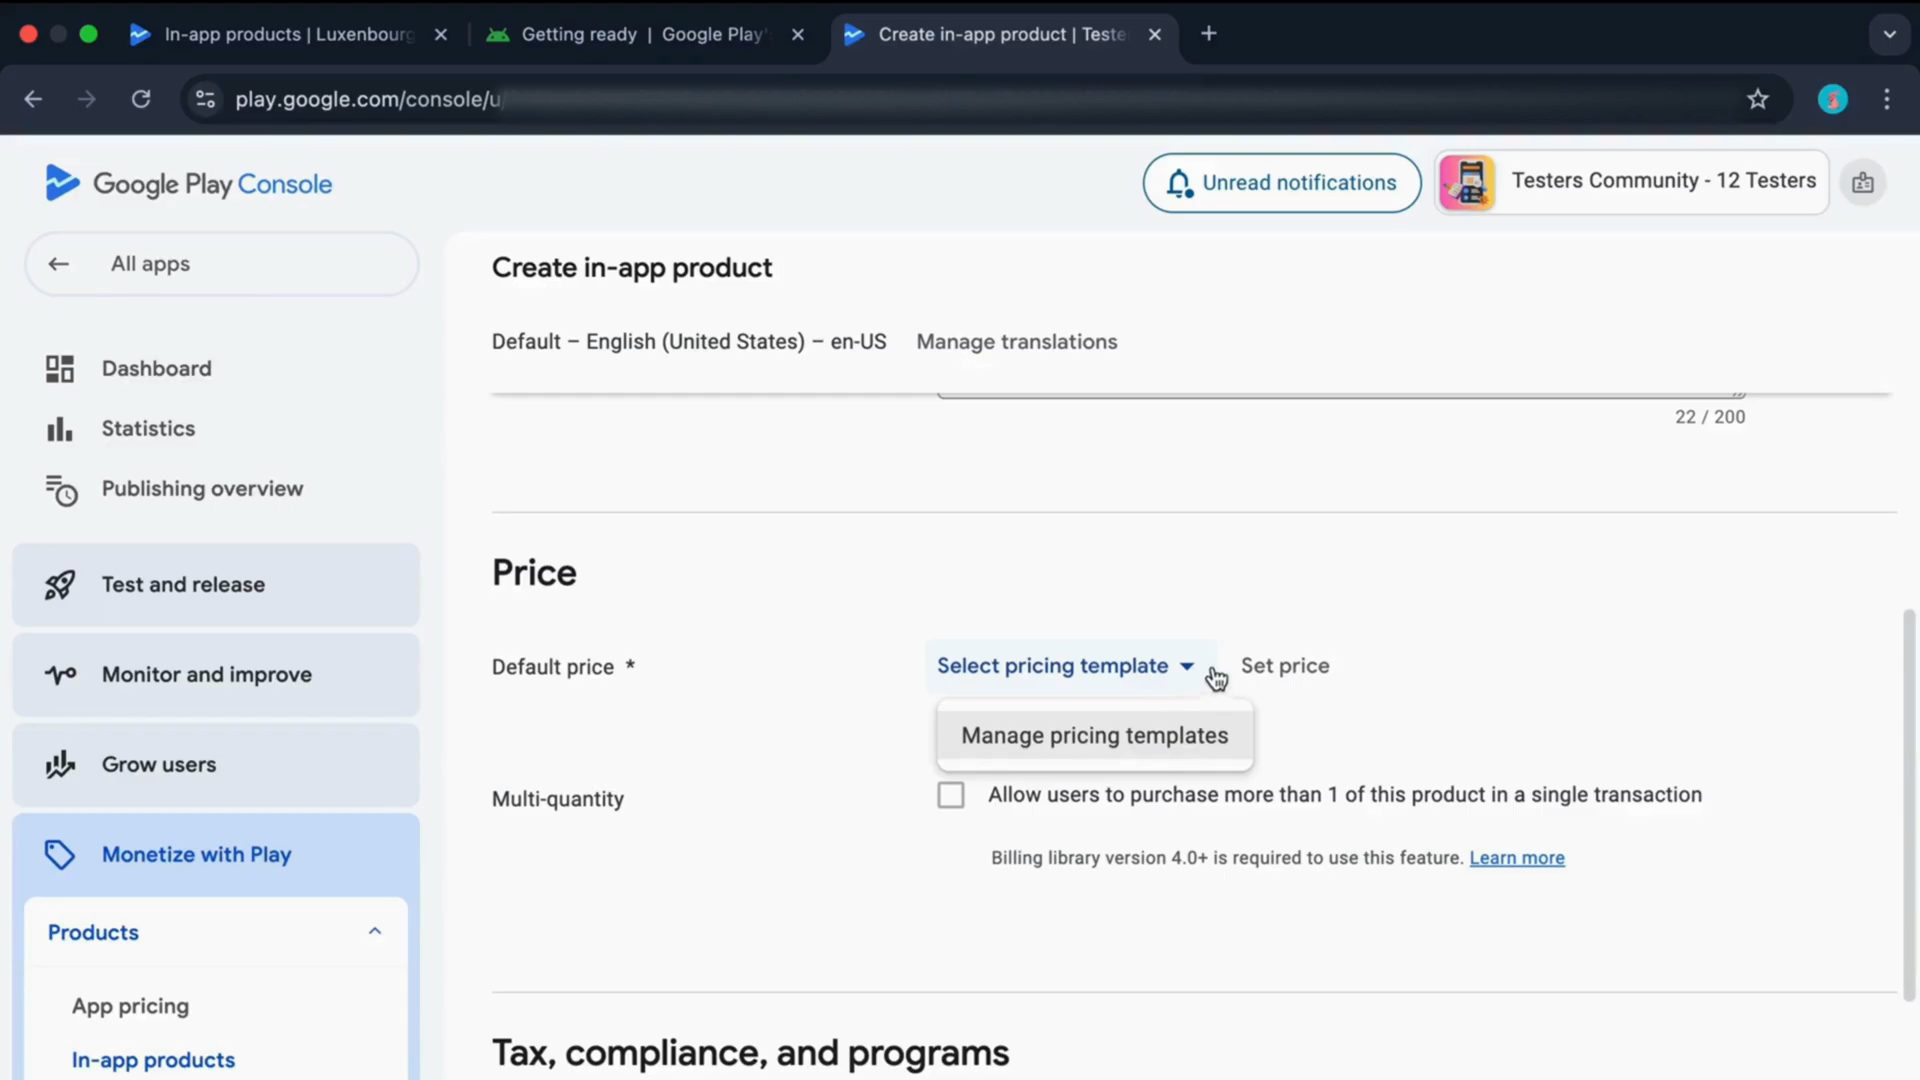 In-app products | Luxenbourg
Getting ready | Google Play'
Create in-app product | Teste
play.google.com/console/u/
Google Play Console
Unread notifications
Testers Community - 12 Testers
All apps
Create in-app product
Default – English (United States) – en-US Manage translations
Dashboard
Statistics
Publishing overview
Test and release
Monitor and improve
Grow users
Monetize with Play
Products
App pricing
In-app products
22 / 200
Price
Default price *
Select pricing template
Set price
Manage pricing templates
Multi-quantity
Allow users to purchase more than 1 of this product in a single transaction
Billing library version 4.0+ is required to use this feature. Learn more
Tax, compliance, and programs